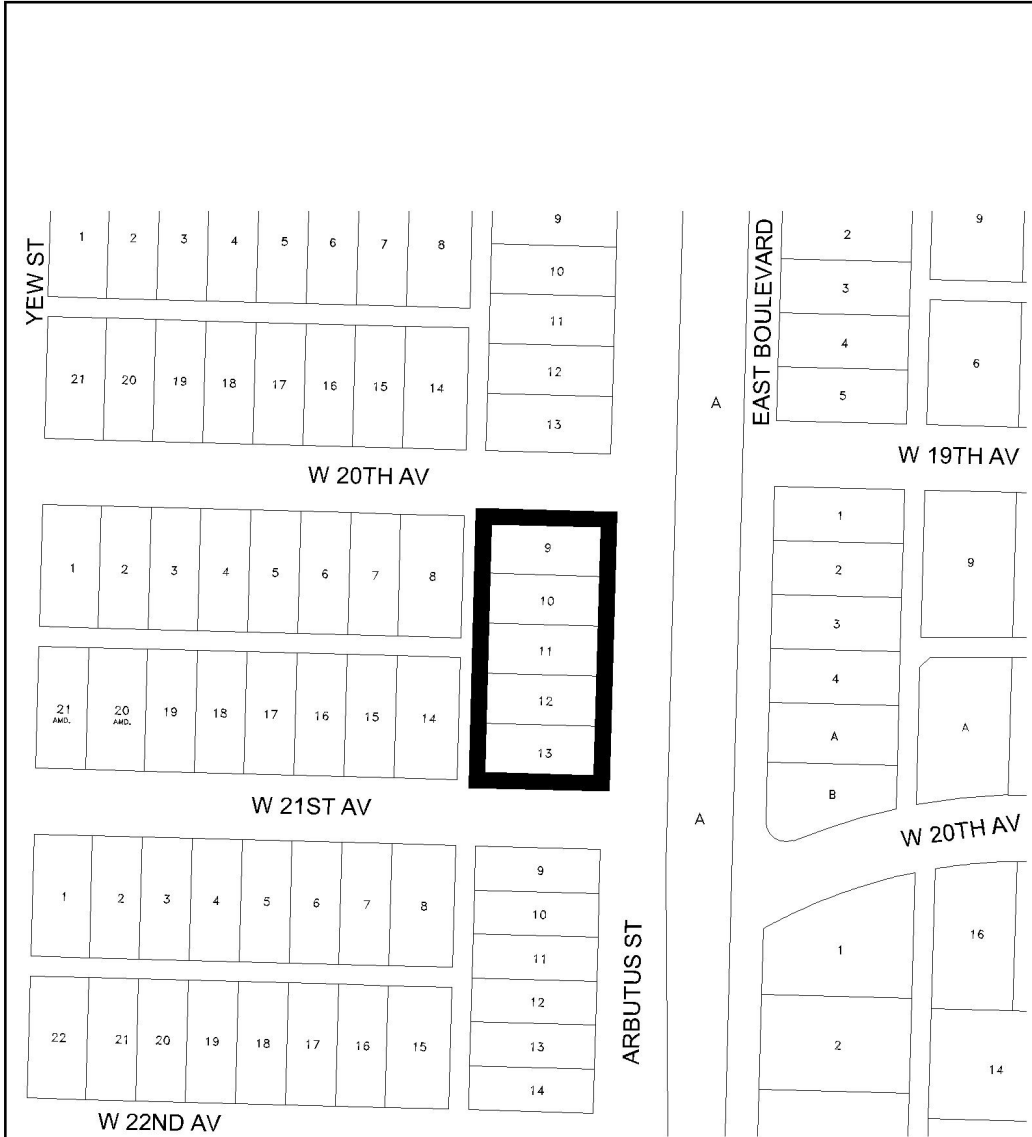 YEW ST
1 2 3 4 5 6 7 8
9
10
11
12
13
21 20 19 18 17 16 15 14
A
EAST BOULEVARD
2
3
4
5
9
6
W 20TH AV
W 19TH AV
1 2 3 4 5 6 7 8
9
10
11
12
13
21 AMD. 20 AMD. 19 18 17 16 15 14
1
2
3
4
A
B
9
A
W 21ST AV
A
W 20TH AV
1 2 3 4 5 6 7 8
9
10
11
12
13
14
22 21 20 19 18 17 16 15
ARBUTUS ST
1
2
16
14
W 22ND AV